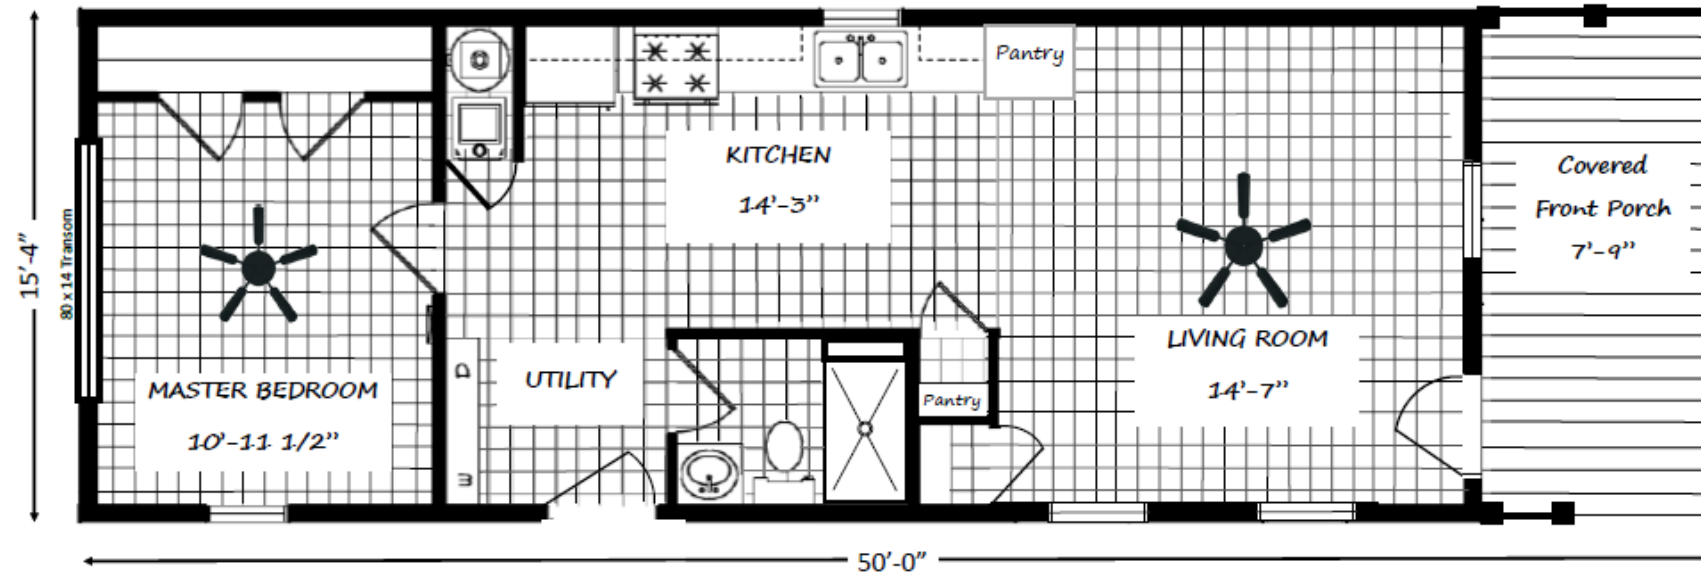 Pantry
KITCHEN
14'-3"
Covered
Front Porch
7'-9"
15'-4"
80 x 14 Transom
LIVING ROOM
14'-7"
D
UTILITY
MASTER BEDROOM
10'-11 1/2"
Pantry
W
50'-0"